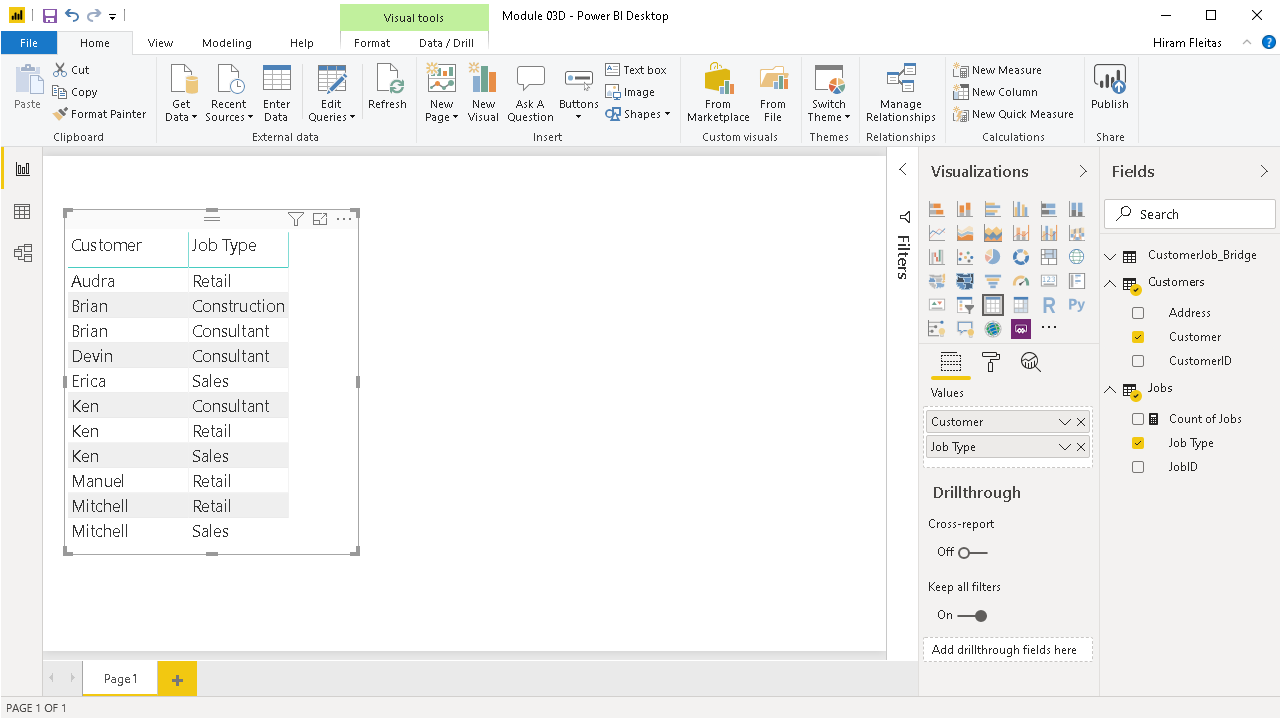 Visual tools
Module 03D - Power BI Desktop
File
Home
View
Modeling
Help
Format
Data / Drill
Hiram Fleitas
Paste
Cut
Copy
Format Painter
Clipboard
Get Data
Recent Sources
Enter Data
Edit Queries
External data
Refresh
New Page
New Visual
Ask A Question
Buttons
Text box
Image
Shapes
Insert
From Marketplace
From File
Custom visuals
Switch Theme
Themes
Manage Relationships
Relationships
New Measure
New Column
New Quick Measure
Calculations
Publish
Share
Customer Job Type
Audra Retail
Brian Construction
Brian Consultant
Devin Consultant
Erica Sales
Ken Consultant
Ken Retail
Ken Sales
Manuel Retail
Mitchell Retail
Mitchell Sales
Filters
Visualizations
R
Py
Values
Customer
Job Type
Drillthrough
Cross-report
Off
Keep all filters
On
Add drillthrough fields here
Fields
Search
CustomerJob_Bridge
Customers
Address
Customer
CustomerID
Jobs
Count of Jobs
Job Type
JobID
Page1
PAGE 1 OF 1